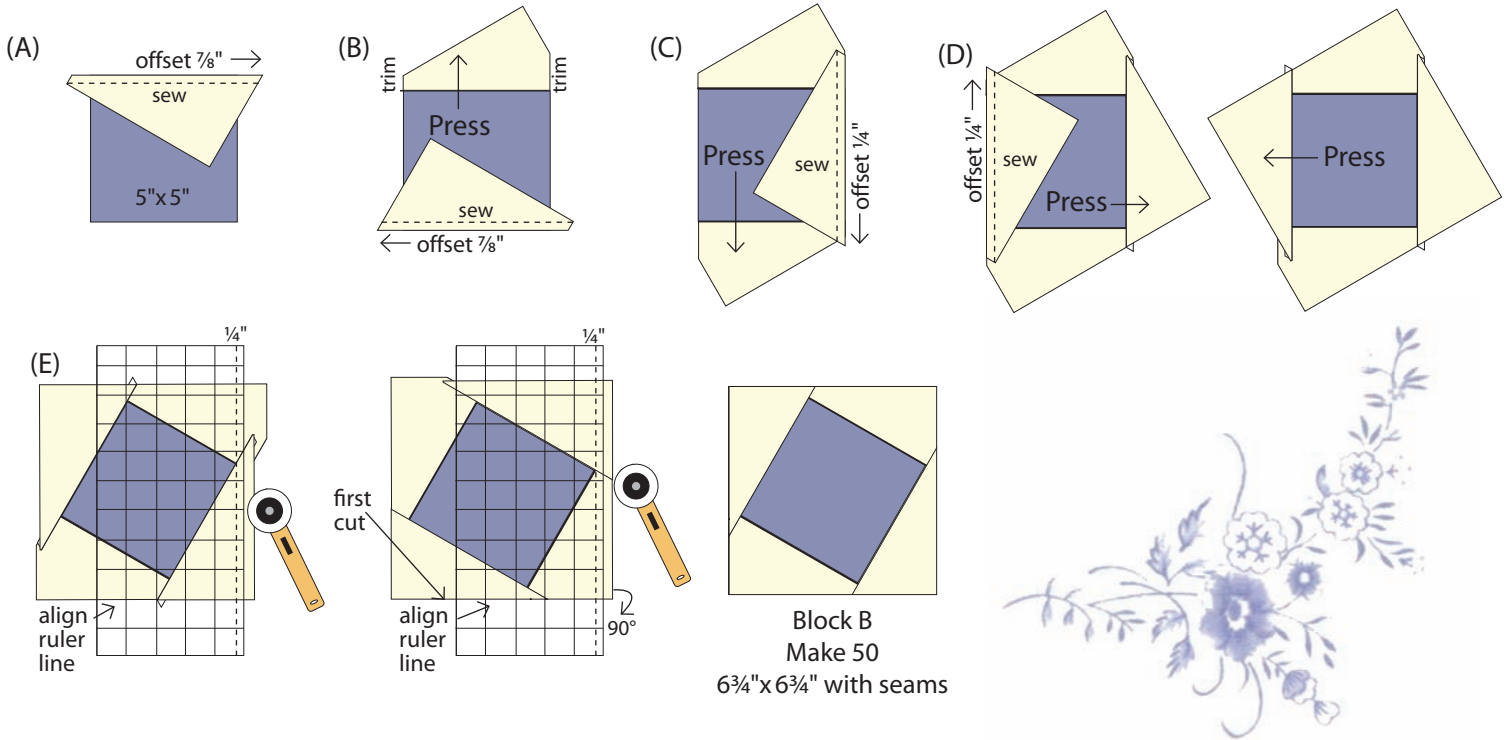 (A)
offset ⅞"
sew
5"x 5"
(B)
trim
trim
Press
sew
offset ⅞"
(C)
Press
sew
offset ¼"
(D)
offset ¼"
sew
Press
Press
(E)
¼"
align
ruler
line
¼"
first
cut
align
ruler
line
90°
Block B
Make 50
6¾"x 6¾" with seams